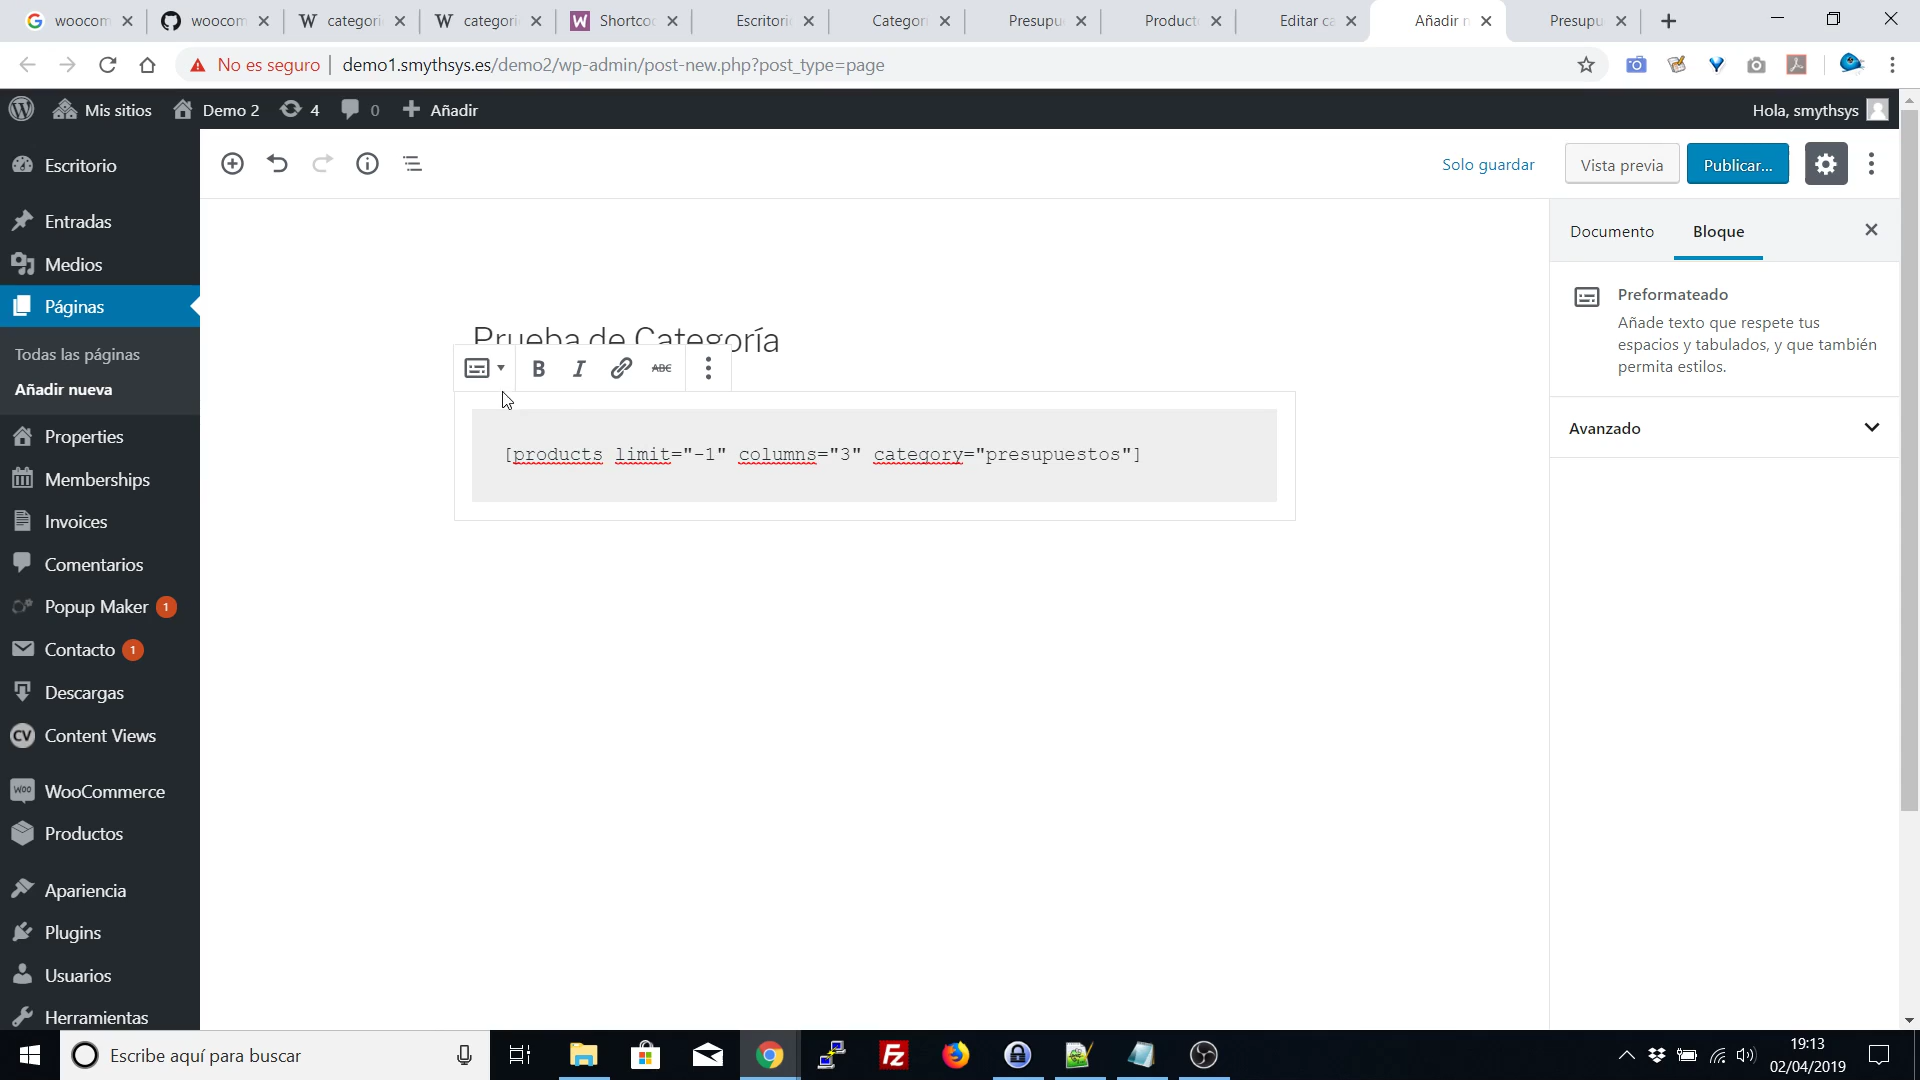 woocom
woocom
categori
categori
Shortco
Escritori
Categor
Presupu
Product
Editar ca
Añadir n
Presupu
No es seguro
demo1.smythsys.es/demo2/wp-admin/post-new.php?post_type=page
Mis sitios
Demo 2
4
0
Añadir
Hola, smythsys
Escritorio
Entradas
Medios
Páginas
Todas las páginas
Añadir nueva
Properties
Memberships
Invoices
Comentarios
Popup Maker 1
Contacto 1
Descargas
CV Content Views
WOO WooCommerce
Productos
Apariencia
Plugins
Usuarios
Herramientas
Solo guardar
Vista previa
Publicar...
Prueba de Categoría
B I ABC
[products limit="-1" columns="3" category="presupuestos"]
Documento
Bloque
Preformateado
Añade texto que respete tus
espacios y tabulados, y que también
permita estilos.
Avanzado
Escribe aquí para buscar
19:13
02/04/2019